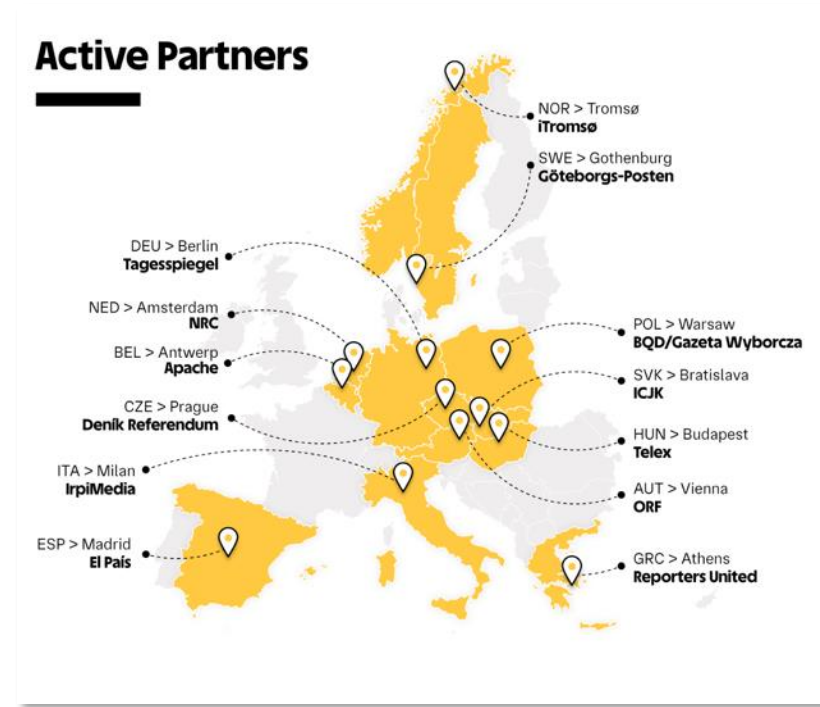 Active Partners
NOR > Tromsø
iTromsø
SWE > Gothenburg
Göteborgs-Posten
DEU > Berlin
Tagesspiegel
NED > Amsterdam
NRC
BEL > Antwerp
Apache
CZE > Prague
Deník Referendum
ITA > Milan
IrpiMedia
ESP > Madrid
El País
POL > Warsaw
BQD/Gazeta Wyborcza
SVK > Bratislava
ICJK
HUN > Budapest
Telex
AUT > Vienna
ORF
GRC > Athens
Reporters United